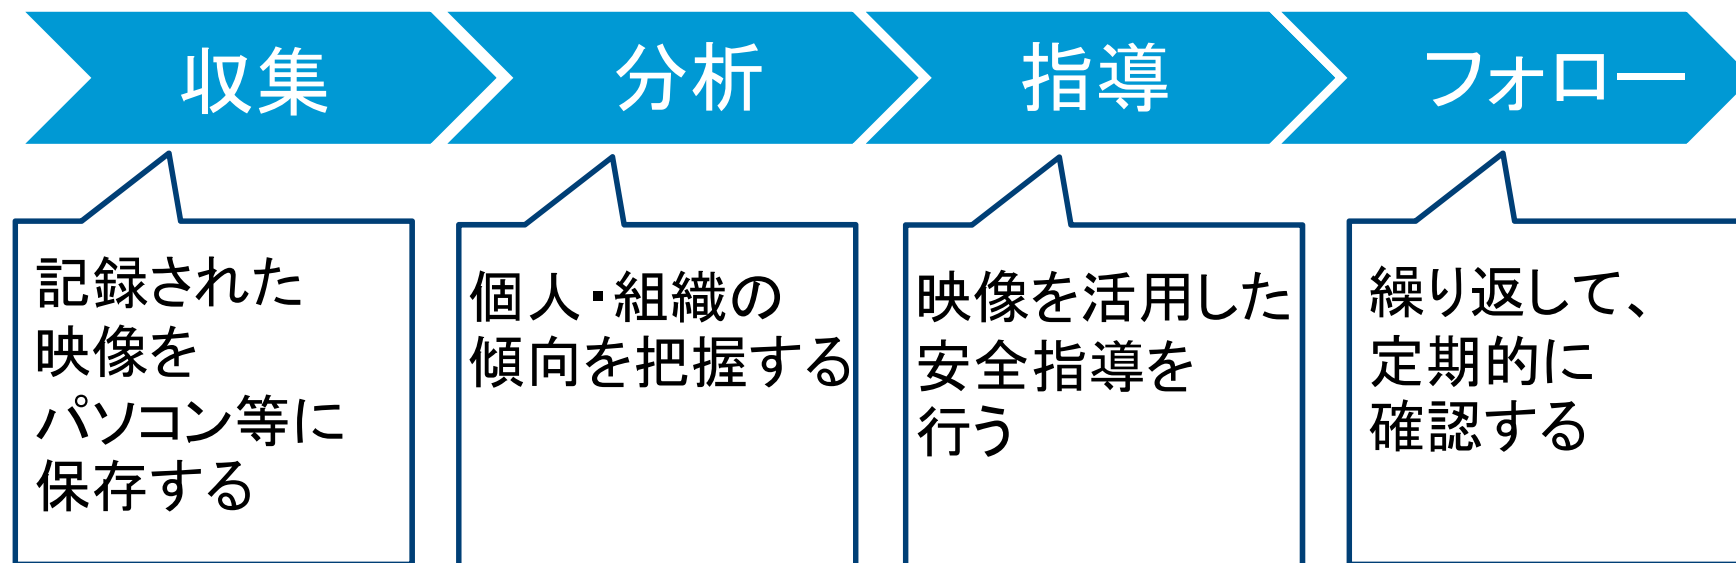 収集
分析
指導
フォロー
記録された
映像を
パソコン等に
保存する
個人・組織の
傾向を把握する
映像を活用した
安全指導を
行う
繰り返して、
定期的に
確認する